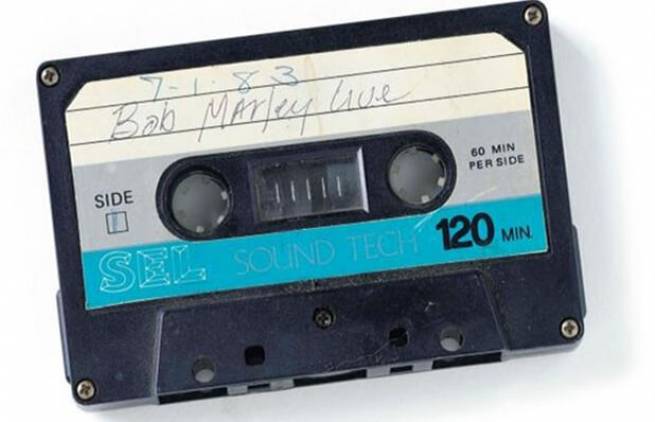 7-1-83
Bob Marley live
60 MIN
PER SIDE
SIDE
SEL SOUND TECH 120 MIN.